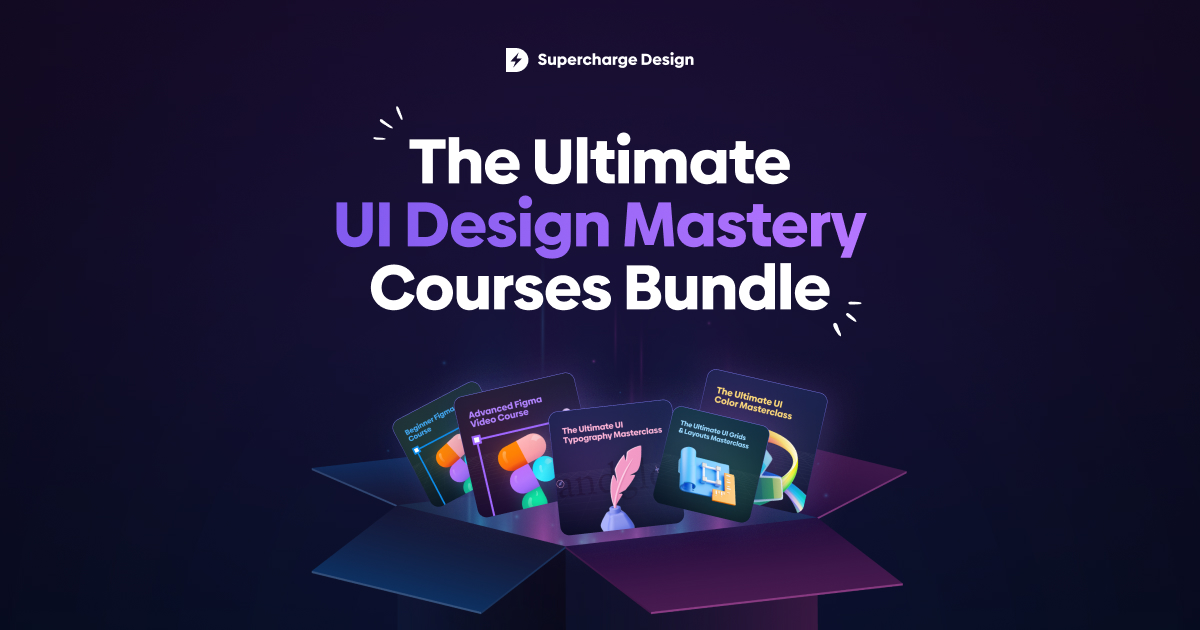 Supercharge Design
The Ultimate
UI Design Mastery
Courses Bundle
Beginner Figma
Course
Advanced Figma
Video Course
The Ultimate UI
Typography Masterclass
The Ultimate UI Grids
& Layouts Masterclass
The Ultimate UI
Color Masterclass